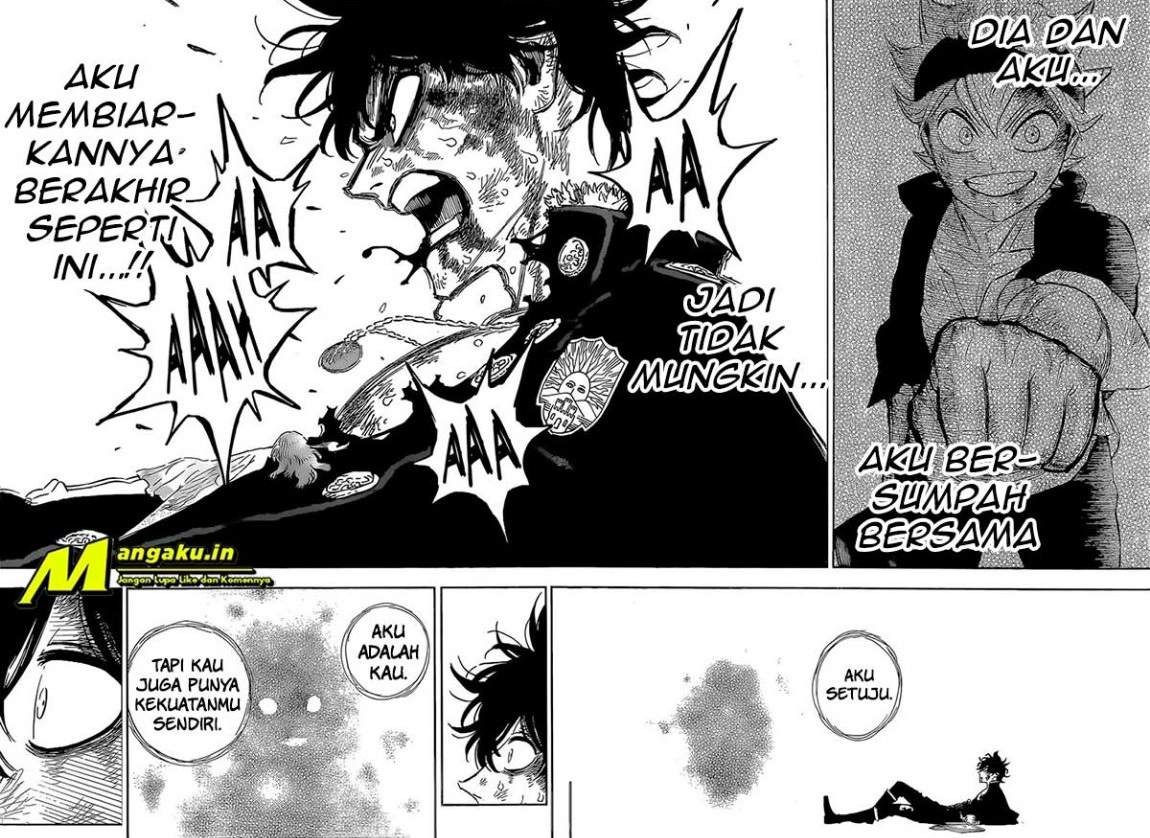 DIA DAN
AKU...
AKU BER-
SUMPAH
BERSAMA
AA
JADI
TIDAK
MUNGKIN...
AAA
AA
AAAH
AKU
MEMBIAR-
KANNYA
BERAKHIR
SEPERTI
INI...!!
AKU
SETUJU.
AKU
ADALAH
KAU.
TAPI KAU
JUGA PUNYA
KEKUATANMU
SENDIRI.
Mangaku.in
Jangan Lupa Like dan Komennya